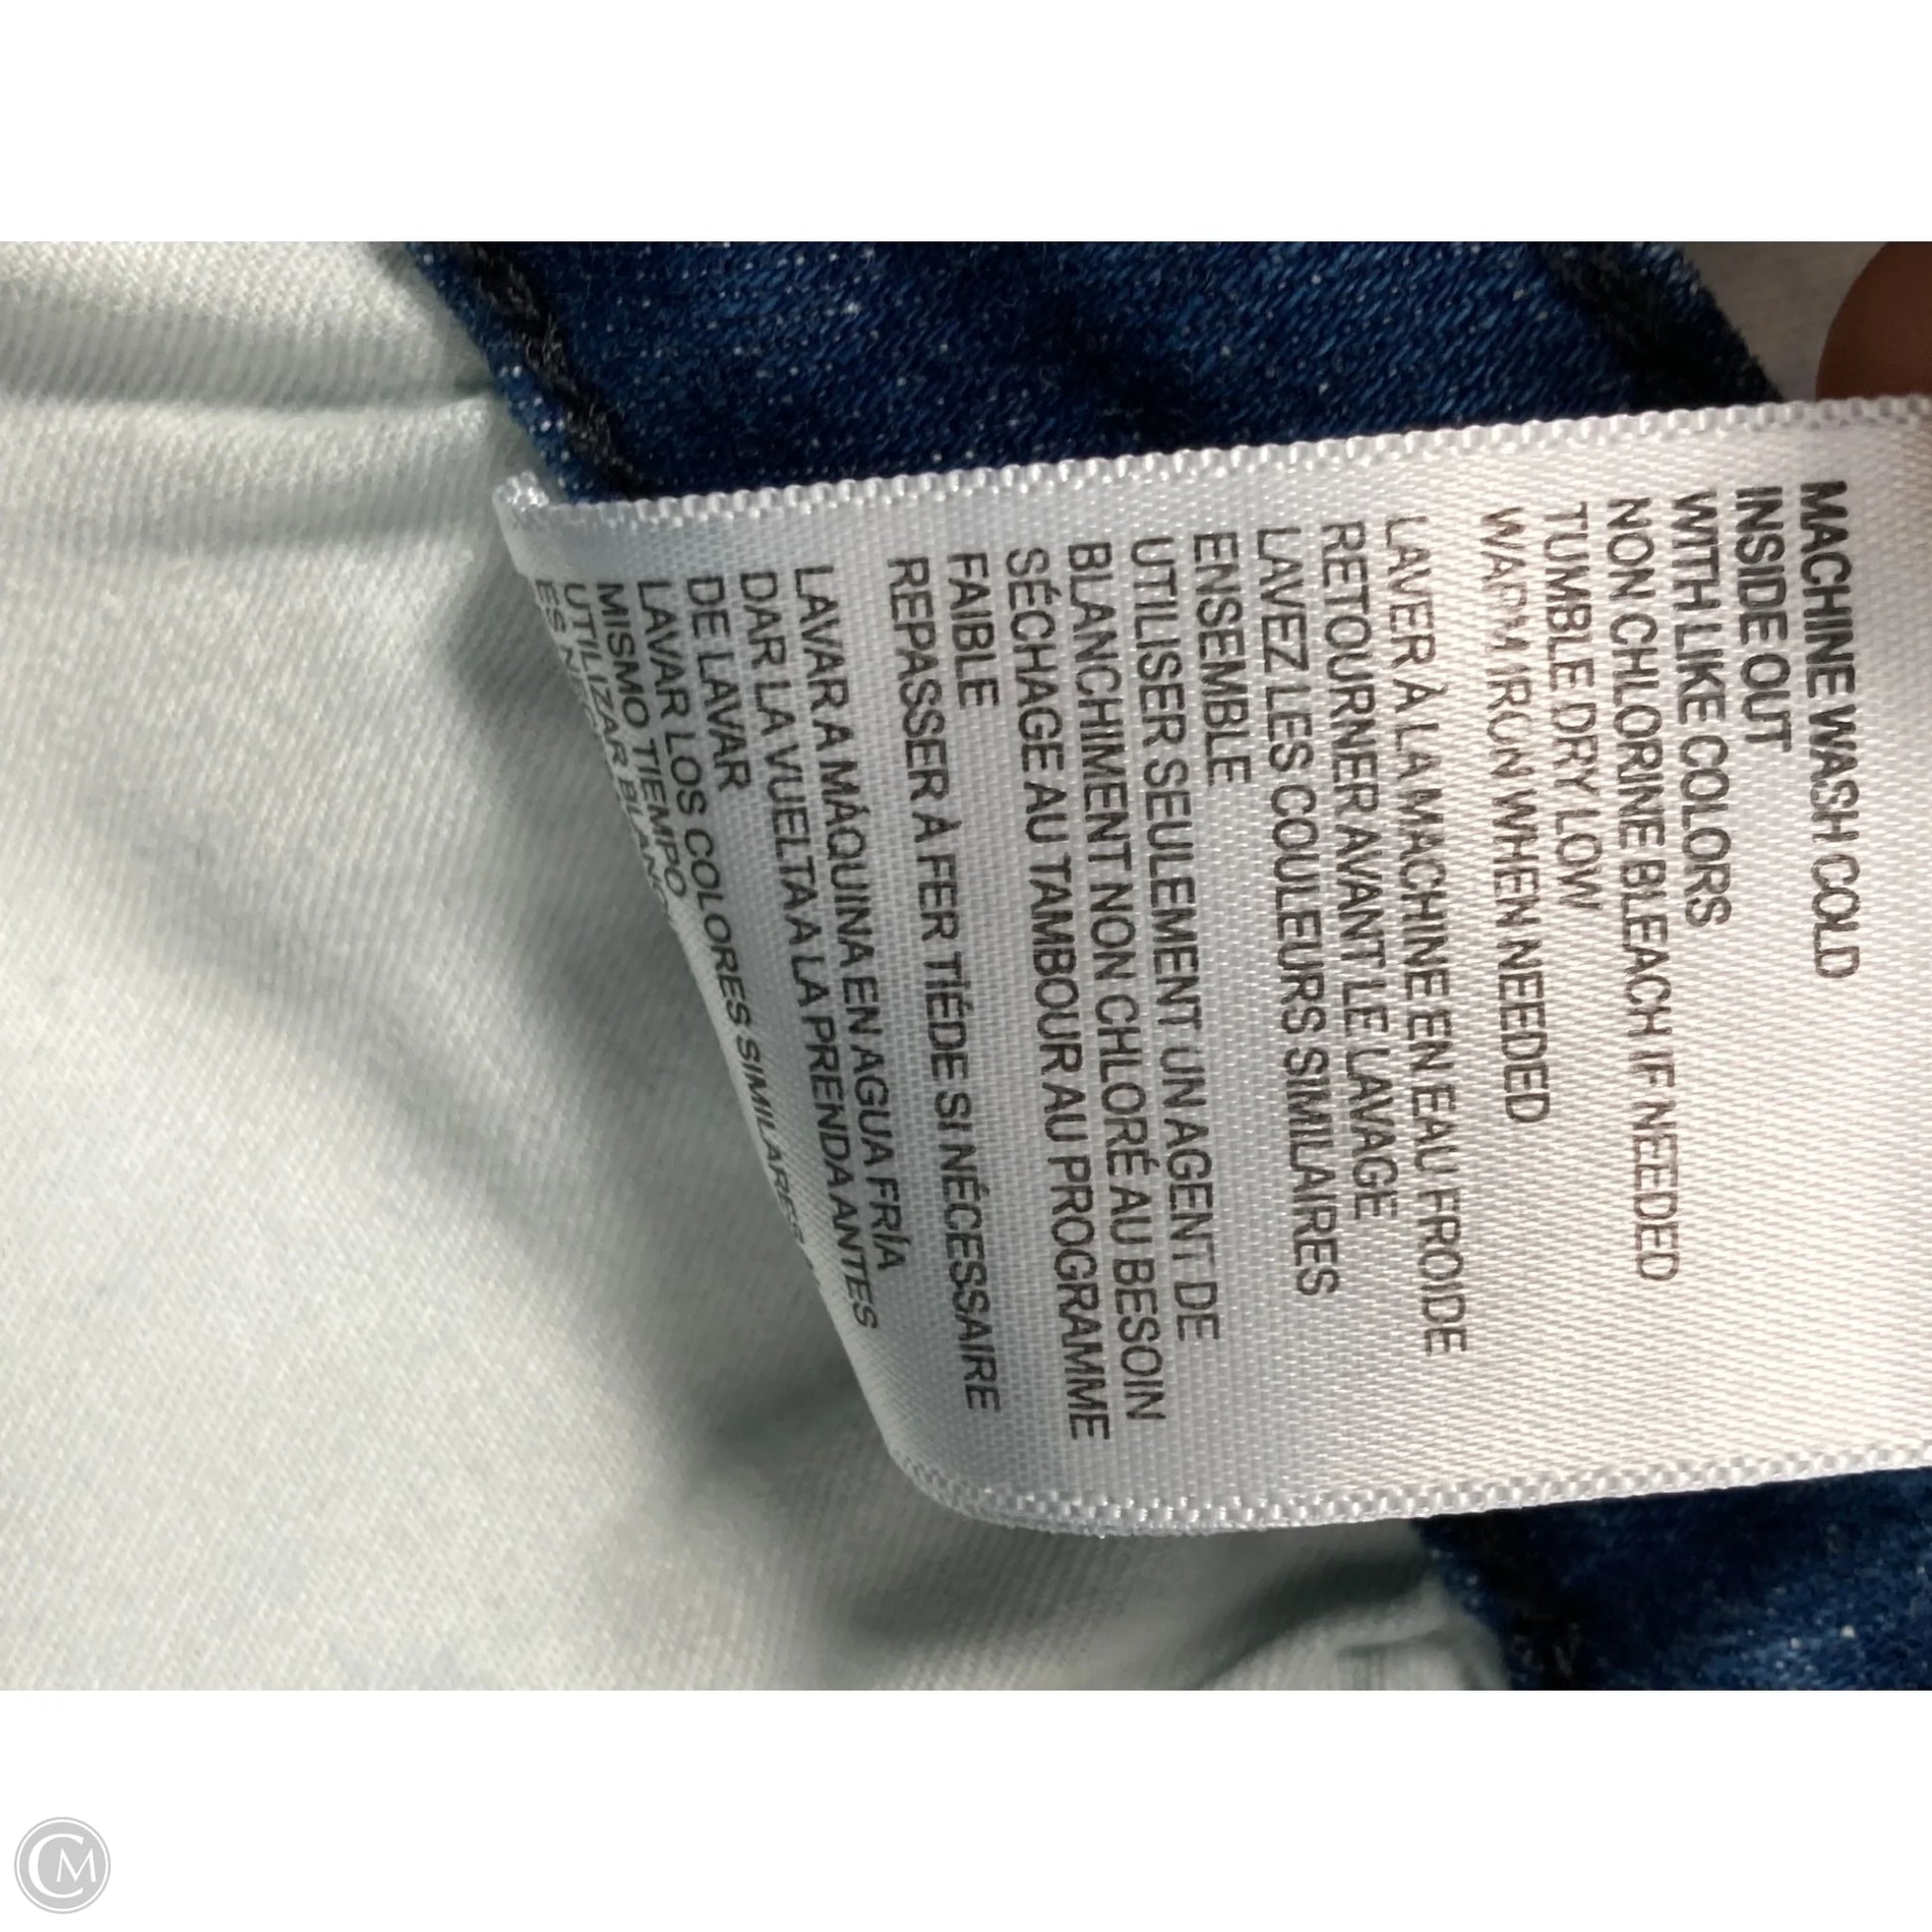 MACHINE WASH COLD
INSIDE OUT
WITH LIKE COLORS
NON CHLORINE BLEACH IF NEEDED
TUMBLE DRY LOW
WARM IRON WHEN NEEDED
LAVER À LA MACHINE EN EAU FROIDE
RETOURNER AVANT LE LAVAGE
LAVEZ LES COULEURS SIMILAIRES
ENSEMBLE
UTILISER SEULEMENT UN AGENT DE
BLANCHIMENT NON CHLORÉ AU BESOIN
SÉCHAGE AU TAMBOUR AU PROGRAMME
FAIBLE
REPASSER À FER TIÉDE SI NÉCESSAIRE
LAVAR A MÁQUINA EN AGUA FRÍA
DAR LA VUELTA A LA PRENDA ANTES
DE LAVAR
LAVAR LOS COLORES SIMILARES
MISMO TIEMPO
UTILIZAR
ES
CM